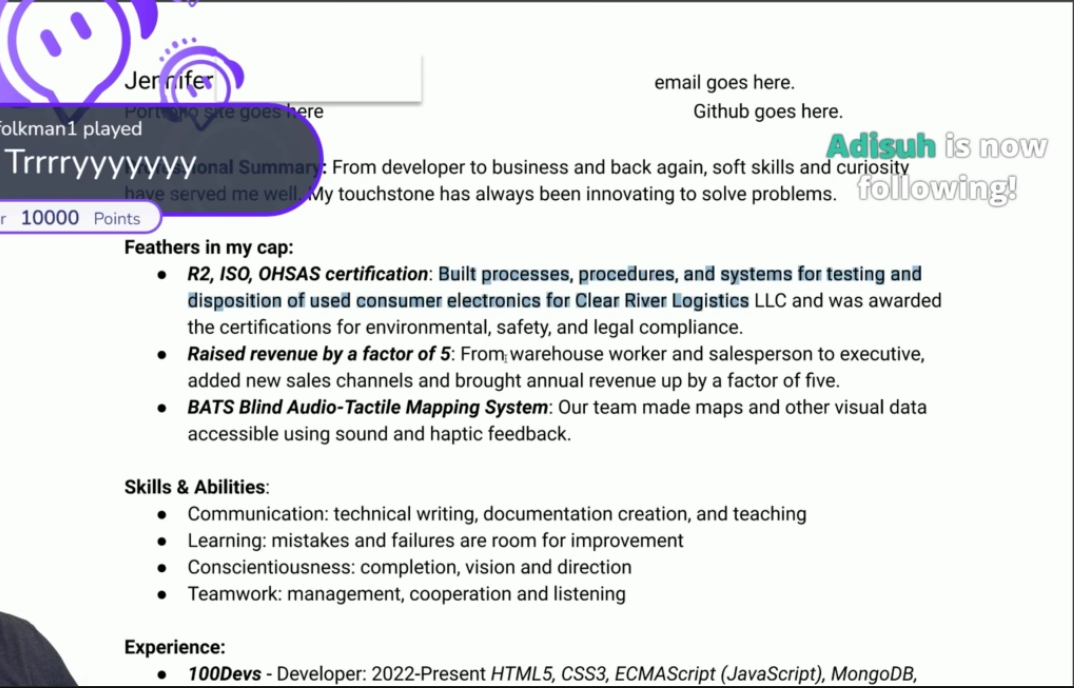 Jennifer
email goes here.
Portfolio site goes here
Github goes here.
folkman1 played
Trrrryyyyyyy
r 10000 Points
Adisuh is now
following!
Professional Summary: From developer to business and back again, soft skills and curiosity
have served me well. My touchstone has always been innovating to solve problems.
Feathers in my cap:
● R2, ISO, OHSAS certification: Built processes, procedures, and systems for testing and
disposition of used consumer electronics for Clear River Logistics LLC and was awarded
the certifications for environmental, safety, and legal compliance.
● Raised revenue by a factor of 5: From warehouse worker and salesperson to executive,
added new sales channels and brought annual revenue up by a factor of five.
● BATS Blind Audio-Tactile Mapping System: Our team made maps and other visual data
accessible using sound and haptic feedback.
Skills & Abilities:
● Communication: technical writing, documentation creation, and teaching
● Learning: mistakes and failures are room for improvement
● Conscientiousness: completion, vision and direction
● Teamwork: management, cooperation and listening
Experience:
● 100Devs - Developer: 2022-Present HTML5, CSS3, ECMAScript (JavaScript), MongoDB,